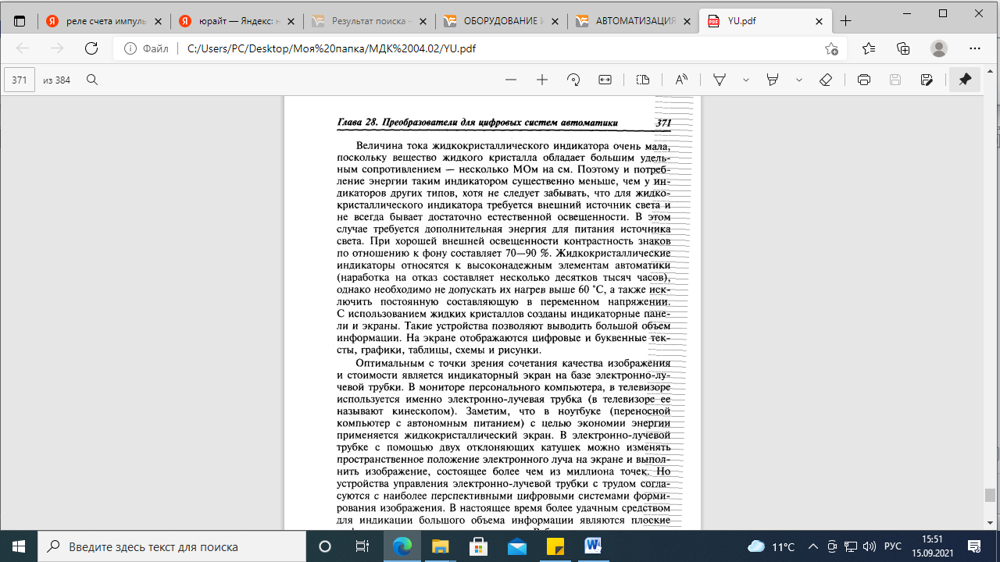 реле счета импуль
юрайт — Яндекс: н
Результат поиска –
ОБОРУДОВАНИЕ И
АВТОМАТИЗАЦИЯ
YU.pdf
Файл
C:/Users/PC/Desktop/Моя%20папка/МДК%2004.02/YU.pdf
371
из 384
Глава 28. Преобразователи для цифровых систем автоматики 371
Величина тока жидкокристаллического индикатора очень мала,
поскольку вещество жидкого кристалла обладает большим удель-
ным сопротивлением — несколько МОм на см. Поэтому и потреб-
ление энергии таким индикатором существенно меньше, чем у ин-
дикаторов других типов, хотя не следует забывать, что для жидко-
кристаллического индикатора требуется внешний источник света и
не всегда бывает достаточно естественной освещенности. В этом
случае требуется дополнительная энергия для питания источника
света. При хорошей внешней освещенности контрастность знаков
по отношению к фону составляет 70—90 %. Жидкокристаллические
индикаторы относятся к высоконадежным элементам автоматики
(наработка на отказ составляет несколько десятков тысяч часов),
однако необходимо не допускать их нагрев выше 60 °С, а также иск-
лючить постоянную составляющую в переменном напряжении.
С использованием жидких кристаллов созданы индикаторные пане-
ли и экраны. Такие устройства позволяют выводить большой объем
информации. На экране отображаются цифровые и буквенные тек-
сты, графики, таблицы, схемы и рисунки.
Оптимальным с точки зрения сочетания качества изображения
стоимости является индикаторный экран на базе электронно-лу-
чевой трубки. В мониторе персонального компьютера, в телевизоре
используется именно электронно-лучевая трубка (в телевизоре ее
называют кинескопом). Заметим, что в ноутбуке (переносной
компьютер с автономным питанием) с целью экономии энергии
применяется жидкокристаллический экран. В электронно-лучевой
трубке с помощью двух отклоняющих катушек можно изменять
пространственное положение электронного луча на экране и выпол-
нять изображение, состоящее более чем из миллиона точек. Но
устройства управления электронно-лучевой трубки с трудом согла-
суются с наиболее перспективными цифровыми системами форми-
рования изображения. В настоящее время более удачным средством
для индикации большого объема информации являются плоские
Введите здесь текст для поиска
11°C
РУС
15:51
15.09.2021